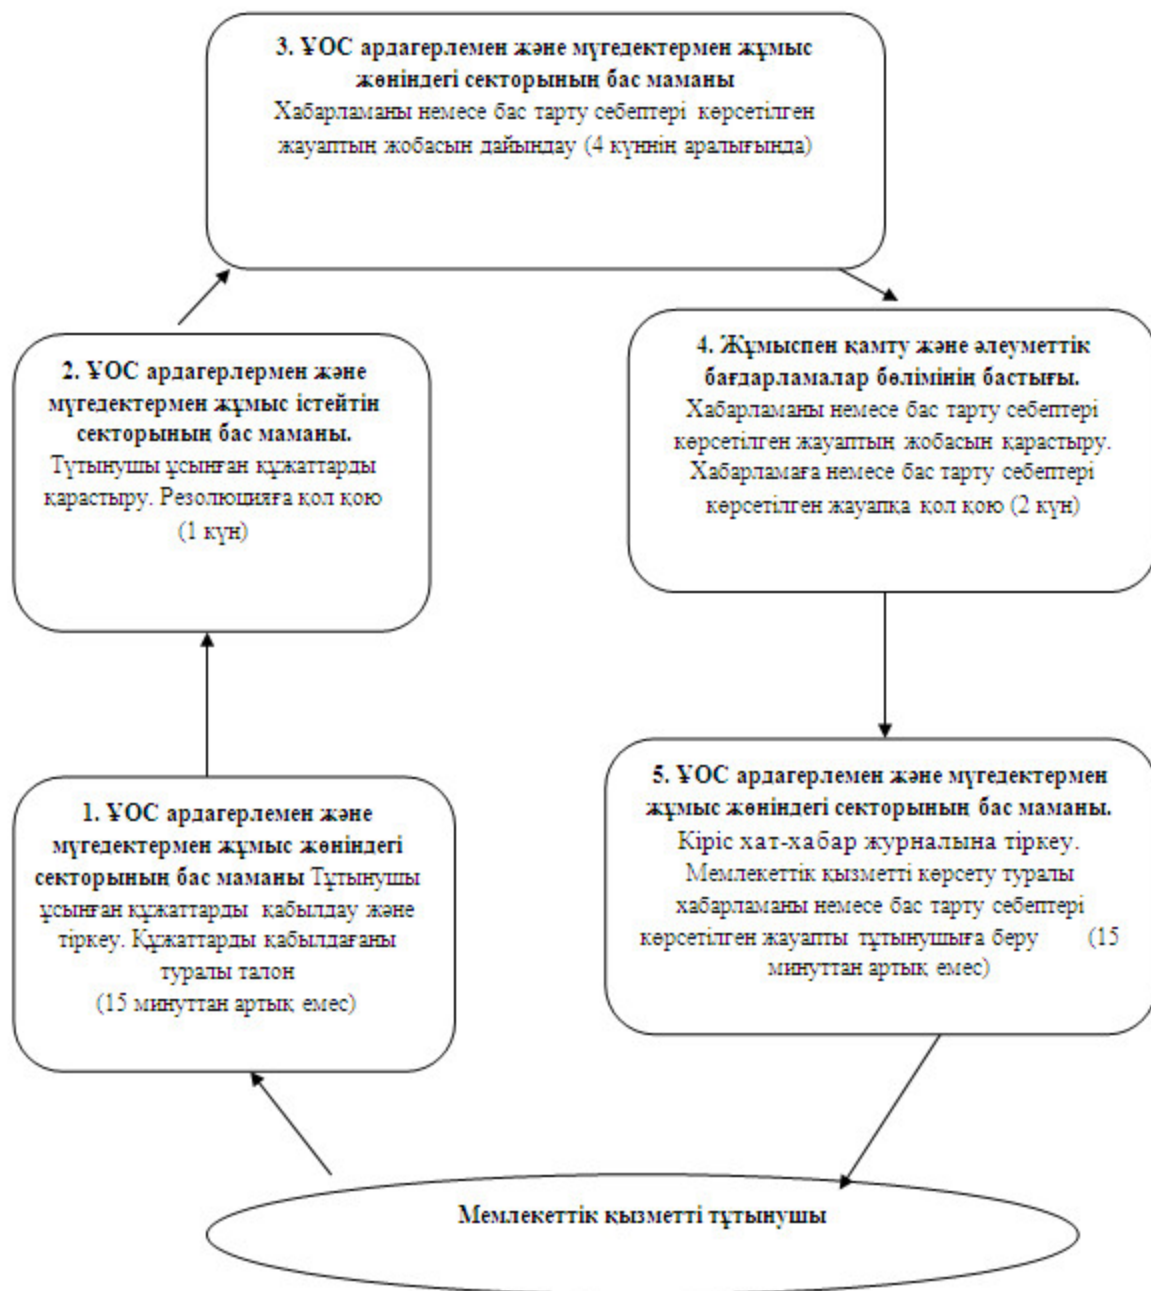 3. ҰОС ардагерлемен және мүгедектермен жұмыс
жөніндегі секторының бас маманы
Хабарламаны немесе бас тарту себептері көрсетілген
жауаптың жобасын дайындау (4 күннің аралығында)
2. ҰОС ардагерлермен және
мүгедектермен жұмыс істейтін
секторының бас маманы.
Тұтынушы ұсынған құжаттарды
қарастыру. Резолюцияға қол қою
(1 күн)
4. Жұмыспен қамту және әлеуметтік
бағдарламалар бөлімінің бастығы.
Хабарламаны немесе бас тарту себептері
көрсетілген жауаптың жобасын қарастыру.
Хабарламаға немесе бас тарту себептері
көрсетілген жауапқа қол қою (2 күн)
1. ҰОС ардагерлемен және
мүгедектермен жұмыс жөніндегі
секторының бас маманы Тұтынушы
ұсынған құжаттарды қабылдау және
тіркеу. Құжаттарды қабылдағаны
туралы талон
(15 минуттан артық емес)
5. ҰОС ардагерлемен және мүгедектермен
жұмыс жөніндегі секторының бас маманы.
Кіріс хат-хабар журналына тіркеу.
Мемлекеттік қызметті көрсету туралы
хабарламаны немесе бас тарту себептері
көрсетілген жауапты тұтынушыға беру (15
минуттан артық емес)
Мемлекеттік қызметті тұтынушы